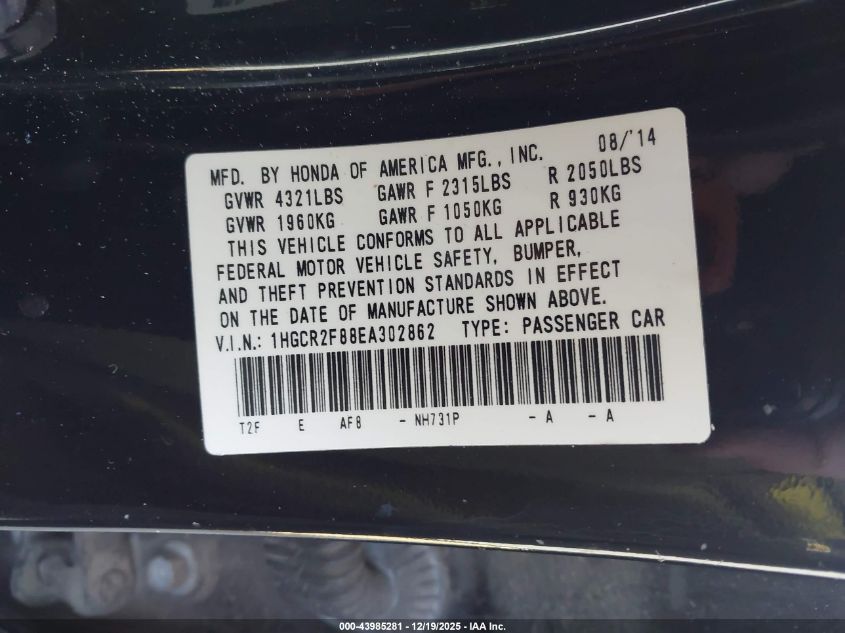 MFD. BY HONDA OF AMERICA MFG., INC. 08/'14
GVWR 4321LBS GAWR F 2315LBS R 2050LBS
GVWR 1960KG GAWR F 1050KG R 930KG
THIS VEHICLE CONFORMS TO ALL APPLICABLE
FEDERAL MOTOR VEHICLE SAFETY, BUMPER,
AND THEFT PREVENTION STANDARDS IN EFFECT
ON THE DATE OF MANUFACTURE SHOWN ABOVE.
V.I.N.: 1HGCR2F88EA302862 TYPE: PASSENGER CAR
T2F E AF8 - NH731P - A - A
000-43985281 - 12/19/2025 - IAA Inc.